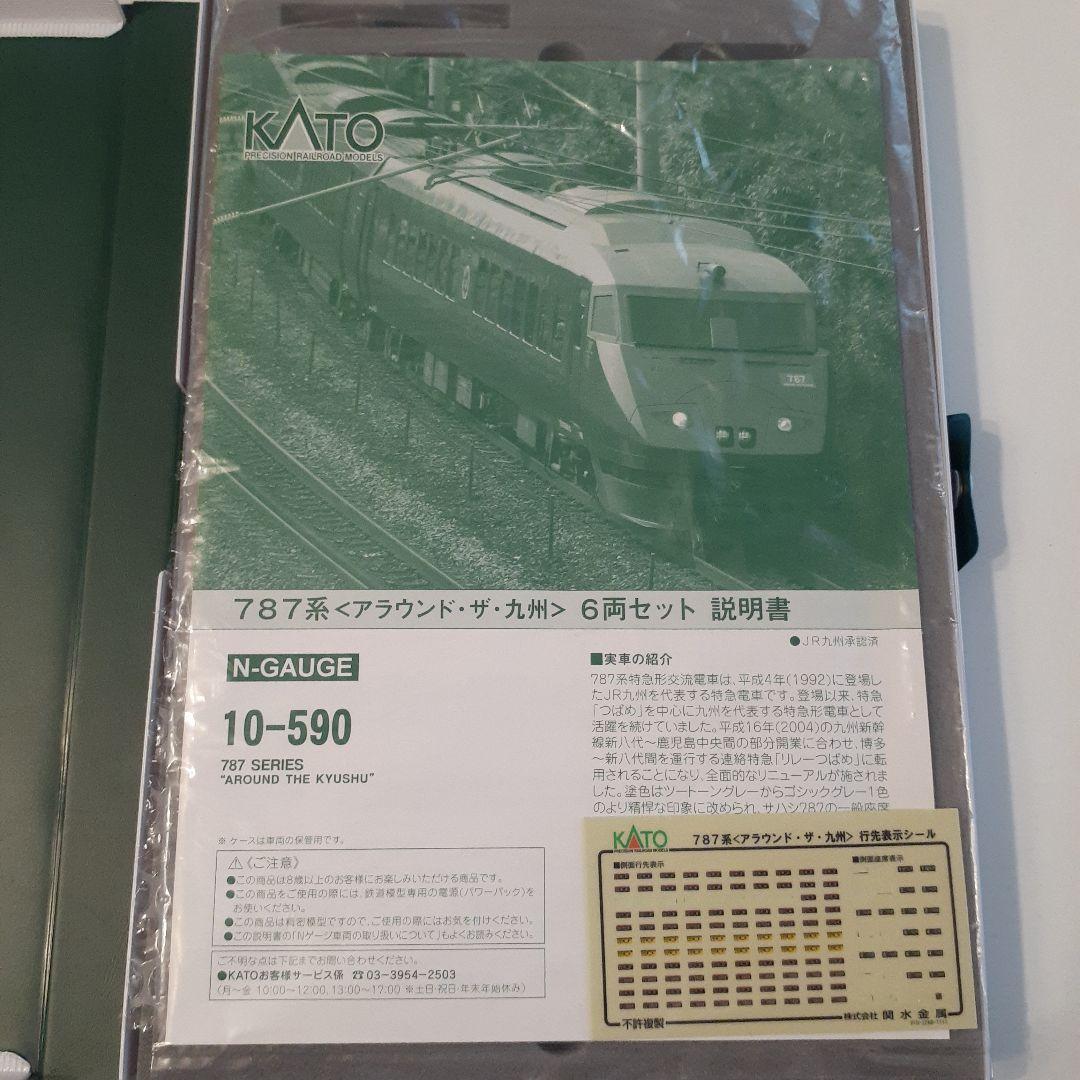 KATO
PRECISION RAILROAD MODELS
787
787系<アラウンド・ザ・九州> 6両セット 説明書
●JR九州承認済
N-GAUGE
10-590
787 SERIES
"AROUND THE KYUSHU"
■実車の紹介
787系特急形交流電車は、平成4年(1992)に登場し
たJR九州を代表する特急電車です。登場以来、特急
「つばめ」を中心に九州を代表する特急形電車として
活躍を続けていました。平成16年(2004)の九州新幹
線新八代〜鹿児島中央間の部分開業に合わせ、博多
〜新八代間を運行する連絡特急「リレーつばめ」に転
用されることになり、全面的なリニューアルが施されま
した。塗色はツートーングレーからゴシックグレー1色
のより精悍な印象に改められ、サハシ787の一般座席
※ ケースは車両の保管用です。
⚠《ご注意》
●この商品は8歳以上のお客様にお楽しみいただける商品です。
●この商品をご使用の際には、鉄道模型専用の電源(パワーパック)を
お使いください。
●この商品は精密模型ですので、ご使用の際にはお気を付けください。
●この説明書の「Nゲージ車両の取り扱いについて」もよくお読みください。
ご不明な点は下記までお問い合わせください。
●KATOお客様サービス係 ☎03-3954-2503
(月〜金 10:00〜12:00, 13:00〜17:00 ※土日・祝日・年末年始休み)
KATO
PRECISION RAILROAD MODELS
787系<アラウンド・ザ・九州> 行先表示シール
■側面行先表示
■側面座席表示
不許複製
株式会社 関水金属